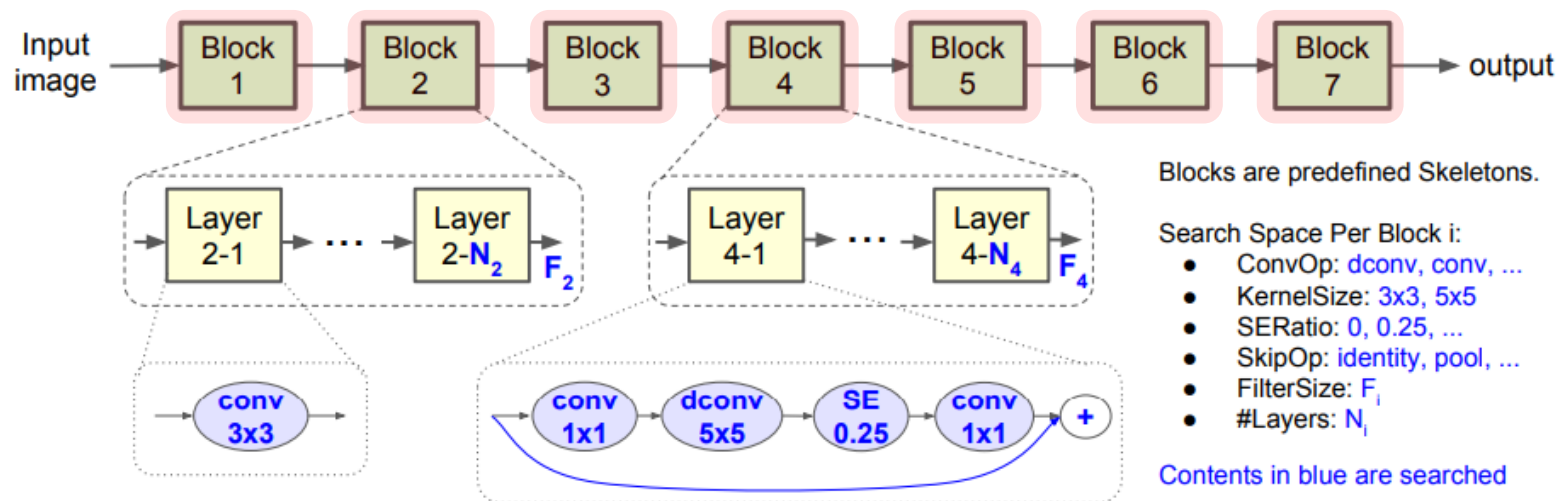 Input image
Block 1
Block 2
Block 3
Block 4
Block 5
Block 6
Block 7
output
Layer 2-1
...
Layer 2-N2
F2
Layer 4-1
...
Layer 4-N4
F4
conv 3x3
conv 1x1
dconv 5x5
SE 0.25
conv 1x1
+
Blocks are predefined Skeletons.
Search Space Per Block i:
● ConvOp: dconv, conv, ...
● KernelSize: 3x3, 5x5
● SERatio: 0, 0.25, ...
● SkipOp: identity, pool, ...
● FilterSize: Fi
● #Layers: Ni
Contents in blue are searched